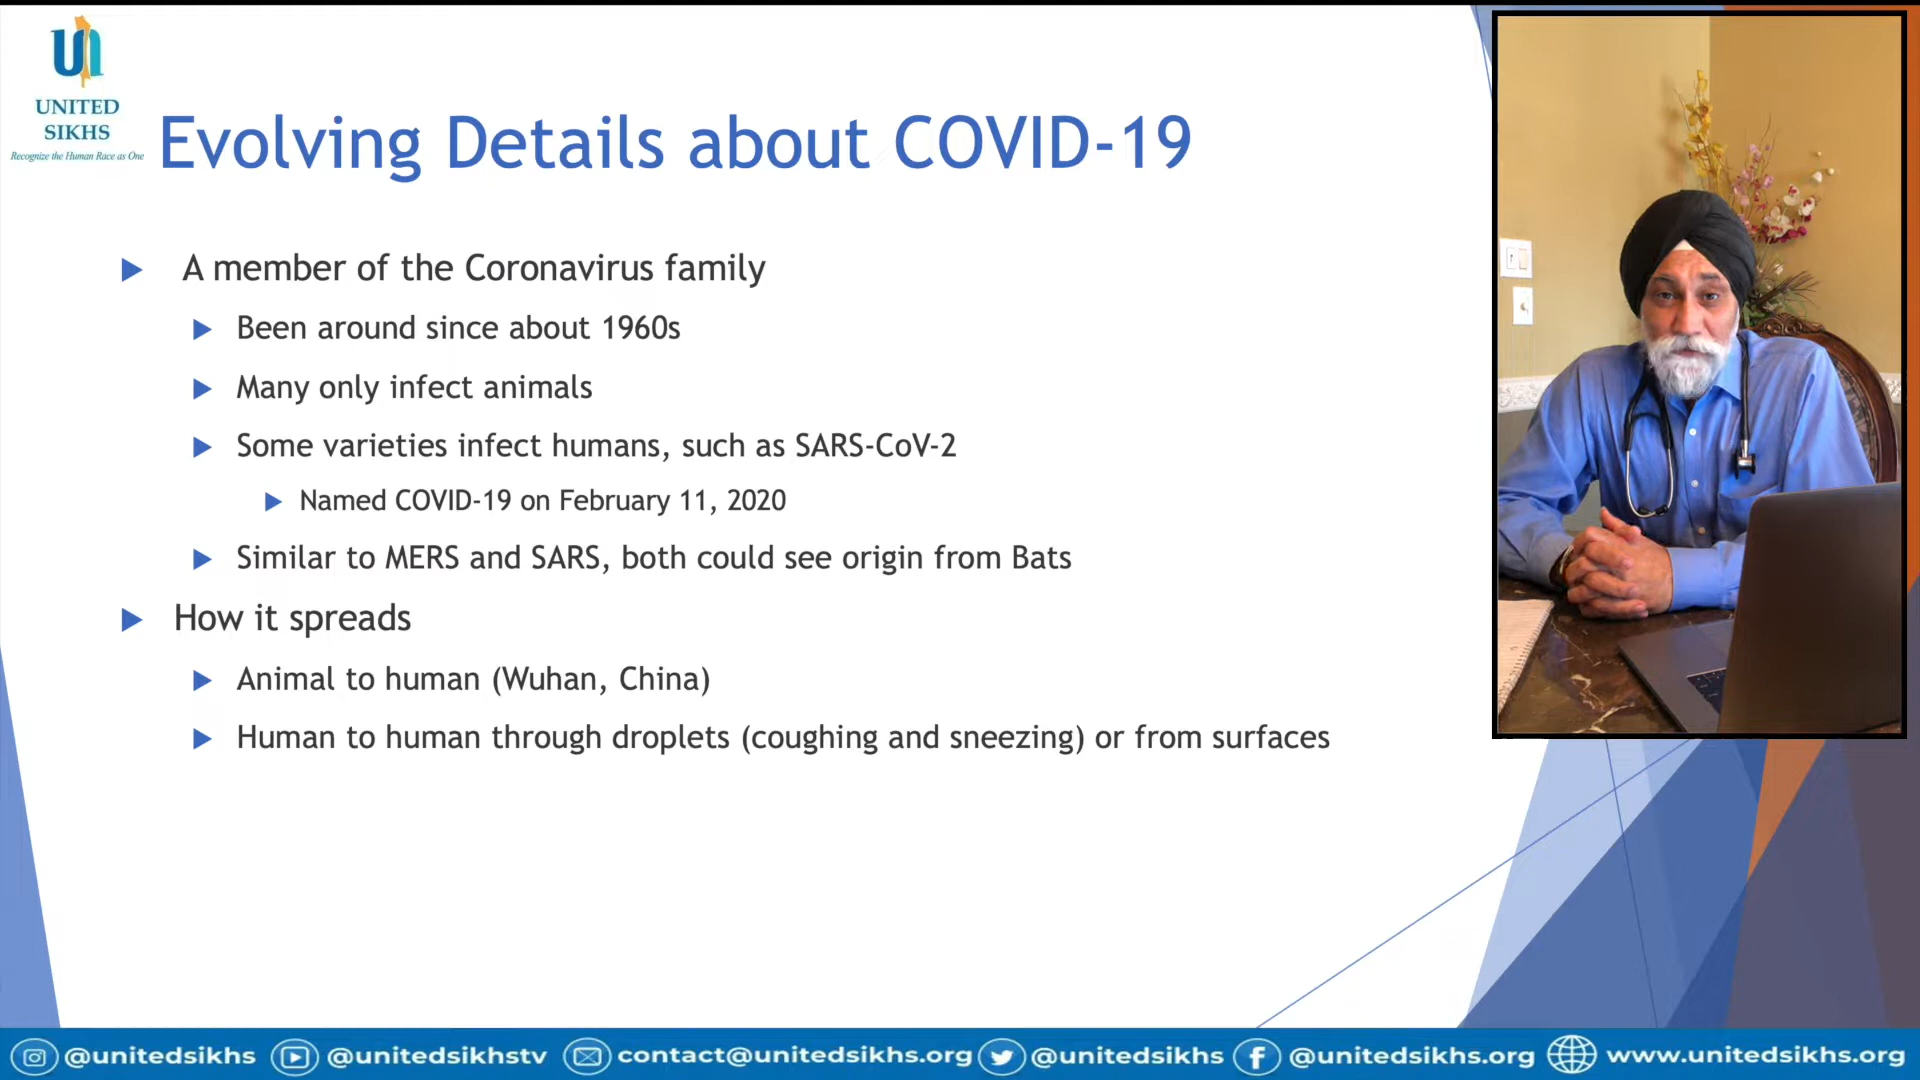 UNITED
SIKHS
Recognize the Human Race as One
Evolving Details about COVID-19
A member of the Coronavirus family
Been around since about 1960s
Many only infect animals
Some varieties infect humans, such as SARS-CoV-2
Named COVID-19 on February 11, 2020
Similar to MERS and SARS, both could see origin from Bats
How it spreads
Animal to human (Wuhan, China)
Human to human through droplets (coughing and sneezing) or from surfaces
@unitedsikhs @unitedsikhstv contact@unitedsikhs.org @unitedsikhs @unitedsikhs.org www.unitedsikhs.org